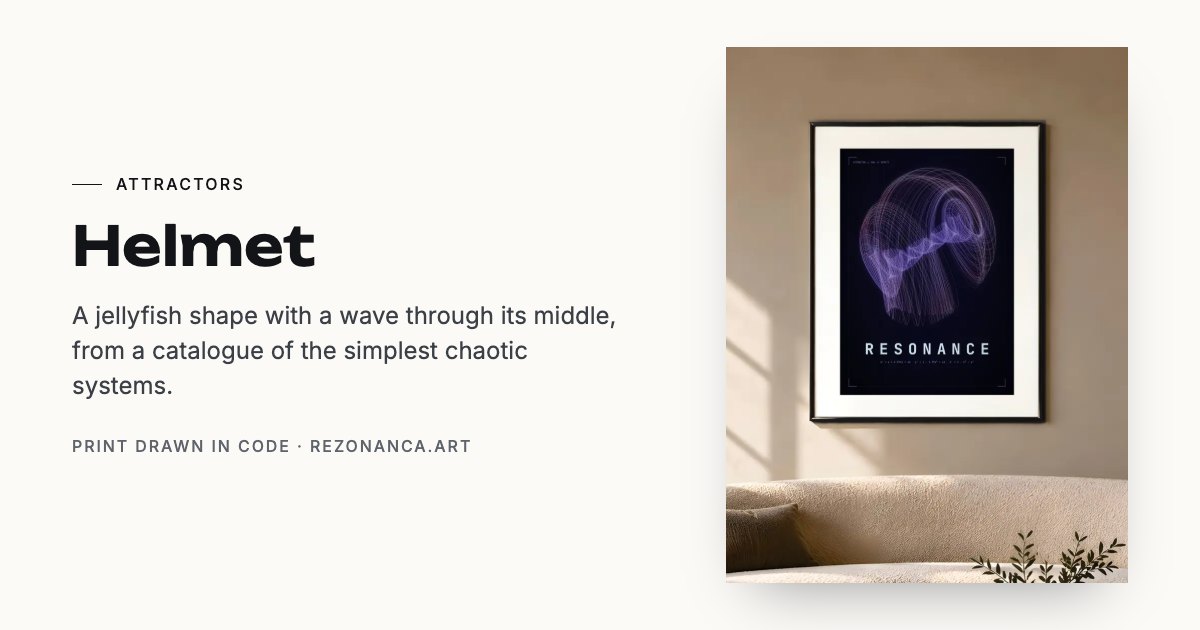 ATTRACTORS
Helmet
A jellyfish shape with a wave through its middle,
from a catalogue of the simplest chaotic
systems.
PRINT DRAWN IN CODE · REZONANCA.ART
RESONANCE